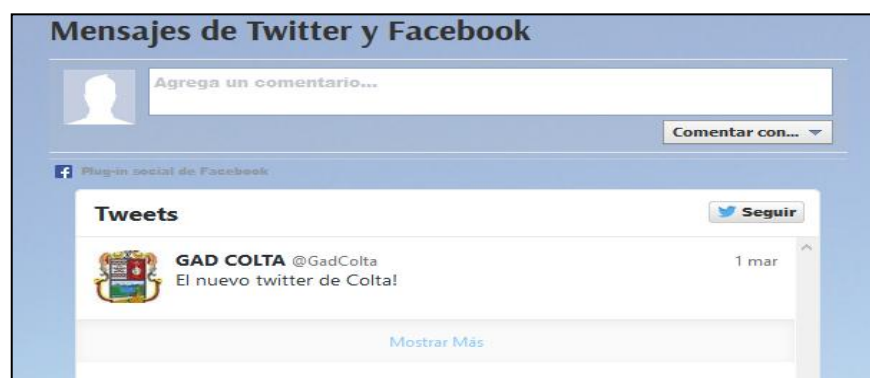 Mensajes de Twitter y Facebook
Agrega un comentario...
Comentar con...
Plug-in social de Facebook
Tweets
Seguir
GAD COLTA @GadColta
1 mar
El nuevo twitter de Colta!
Mostrar Más